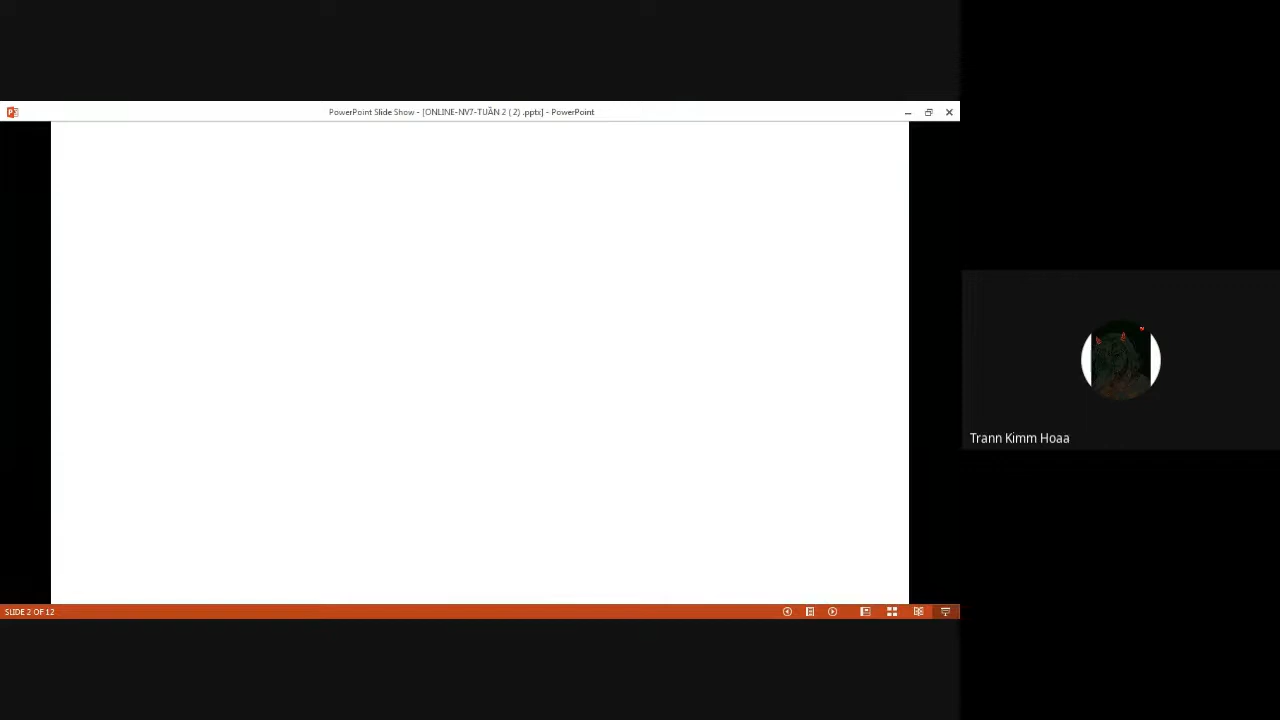 PowerPoint Slide Show - [ONLINE-NV7-TUẦN 2 ( 2) .ppts] - PowerPoint
Trann Kimm Hoaa
SLIDE 2 OF 12